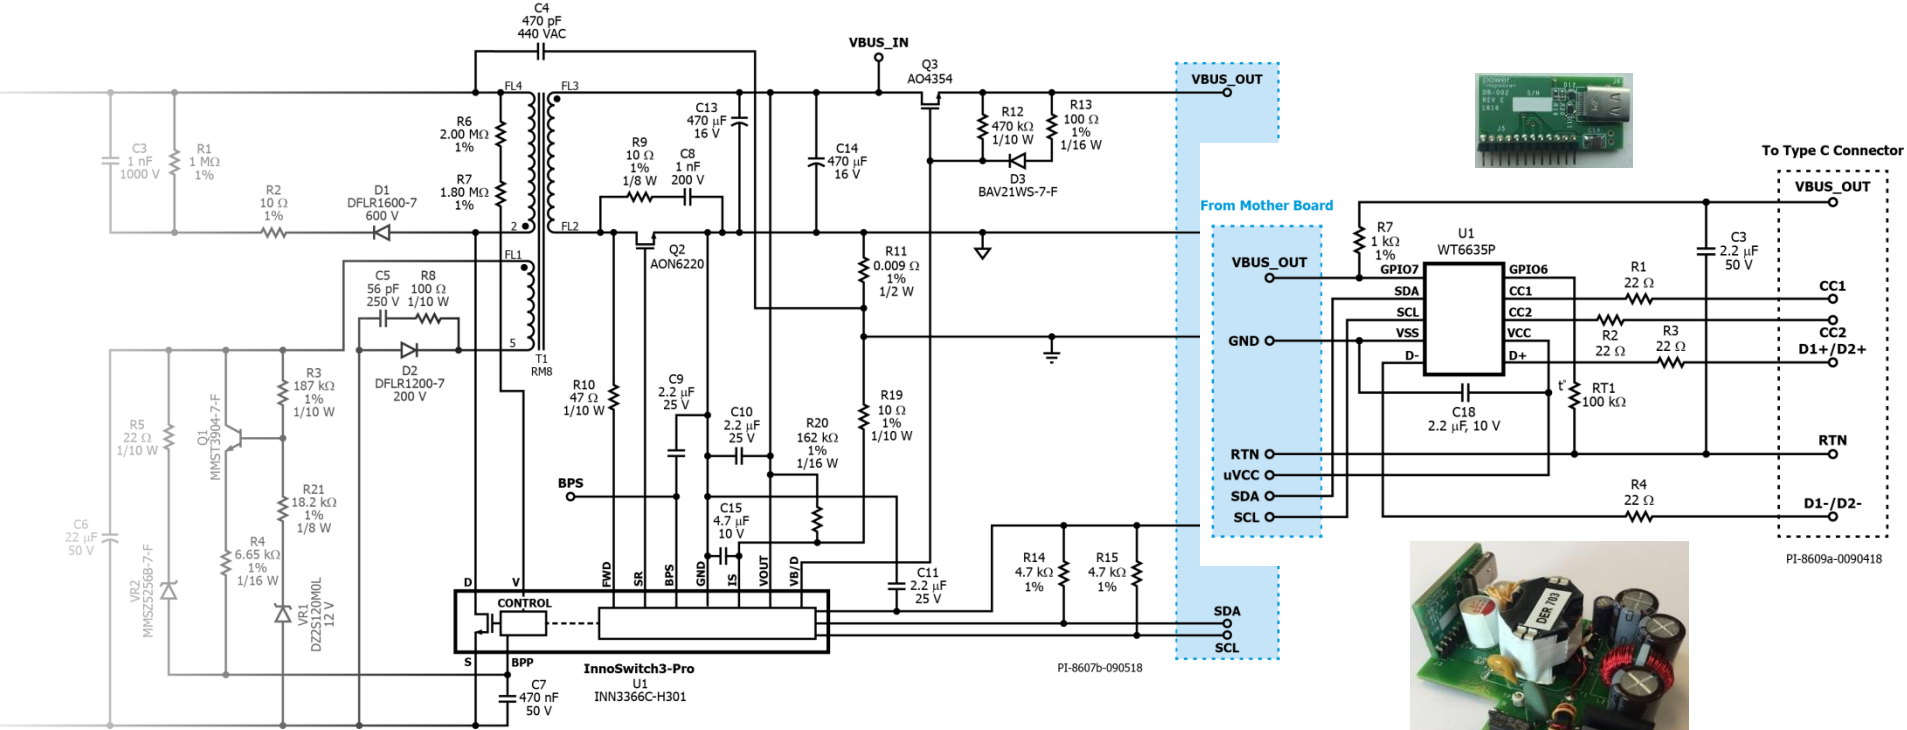 C4
470 pF
440 VAC
VBUS_IN
Q3
AO4354
VBUS_OUT
FL4
FL3
C3
1 nF
1000 V
R1
1 MΩ
1%
R6
2.00 MΩ
1%
R7
1.80 MΩ
1%
R2
10 Ω
1%
D1
DFLR1600-7
600 V
2
FL2
R9
10 Ω
1%
1/8 W
C8
1 nF
200 V
C13
470 μF
16 V
C14
470 μF
16 V
R12
470 kΩ
1/10 W
R13
100 Ω
1%
1/16 W
D3
BAV21WS-7-F
Q2
AON6220
FL1
C5
56 pF
250 V
R8
100 Ω
1/10 W
5
T1
RM8
D2
DFLR1200-7
200 V
R11
0.009 Ω
1%
1/2 W
R3
187 kΩ
1%
1/10 W
R5
22 Ω
1/10 W
Q1
MMST3904-7-F
R10
47 Ω
1/10 W
C9
2.2 μF
25 V
C10
2.2 μF
25 V
R20
162 kΩ
1%
1/16 W
R19
10 Ω
1%
1/10 W
BPS
R21
18.2 kΩ
1%
1/8 W
C6
22 μF
50 V
R4
6.65 kΩ
1%
1/16 W
VR2
MMSZ5256B-7-F
VR1
DZ2S120M0L
12 V
C15
4.7 μF
10 V
C11
2.2 μF
25 V
R14
4.7 kΩ
1%
R15
4.7 kΩ
1%
D
V
FWD
SR
BPS
GND
IS
VOUT
VB/D
CONTROL
S
BPP
InnoSwitch3-Pro
U1
INN3366C-H301
C7
470 nF
50 V
SDA
SCL
PI-8607b-090518
From Mother Board
VBUS_OUT
GND
RTN
uVCC
SDA
SCL
R7
1 kΩ
1%
U1
WT6635P
GPIO7
SDA
SCL
VSS
D-
GPIO6
CC1
CC2
VCC
D+
R1
22 Ω
R2
22 Ω
R3
22 Ω
C3
2.2 μF
50 V
C18
2.2 μF, 10 V
t°
RT1
100 kΩ
R4
22 Ω
To Type C Connector
VBUS_OUT
CC1
CC2
D1+/D2+
RTN
D1-/D2-
PI-8609a-0090418
power
DB-002
S/N
REV E
J5
J6
DER 703